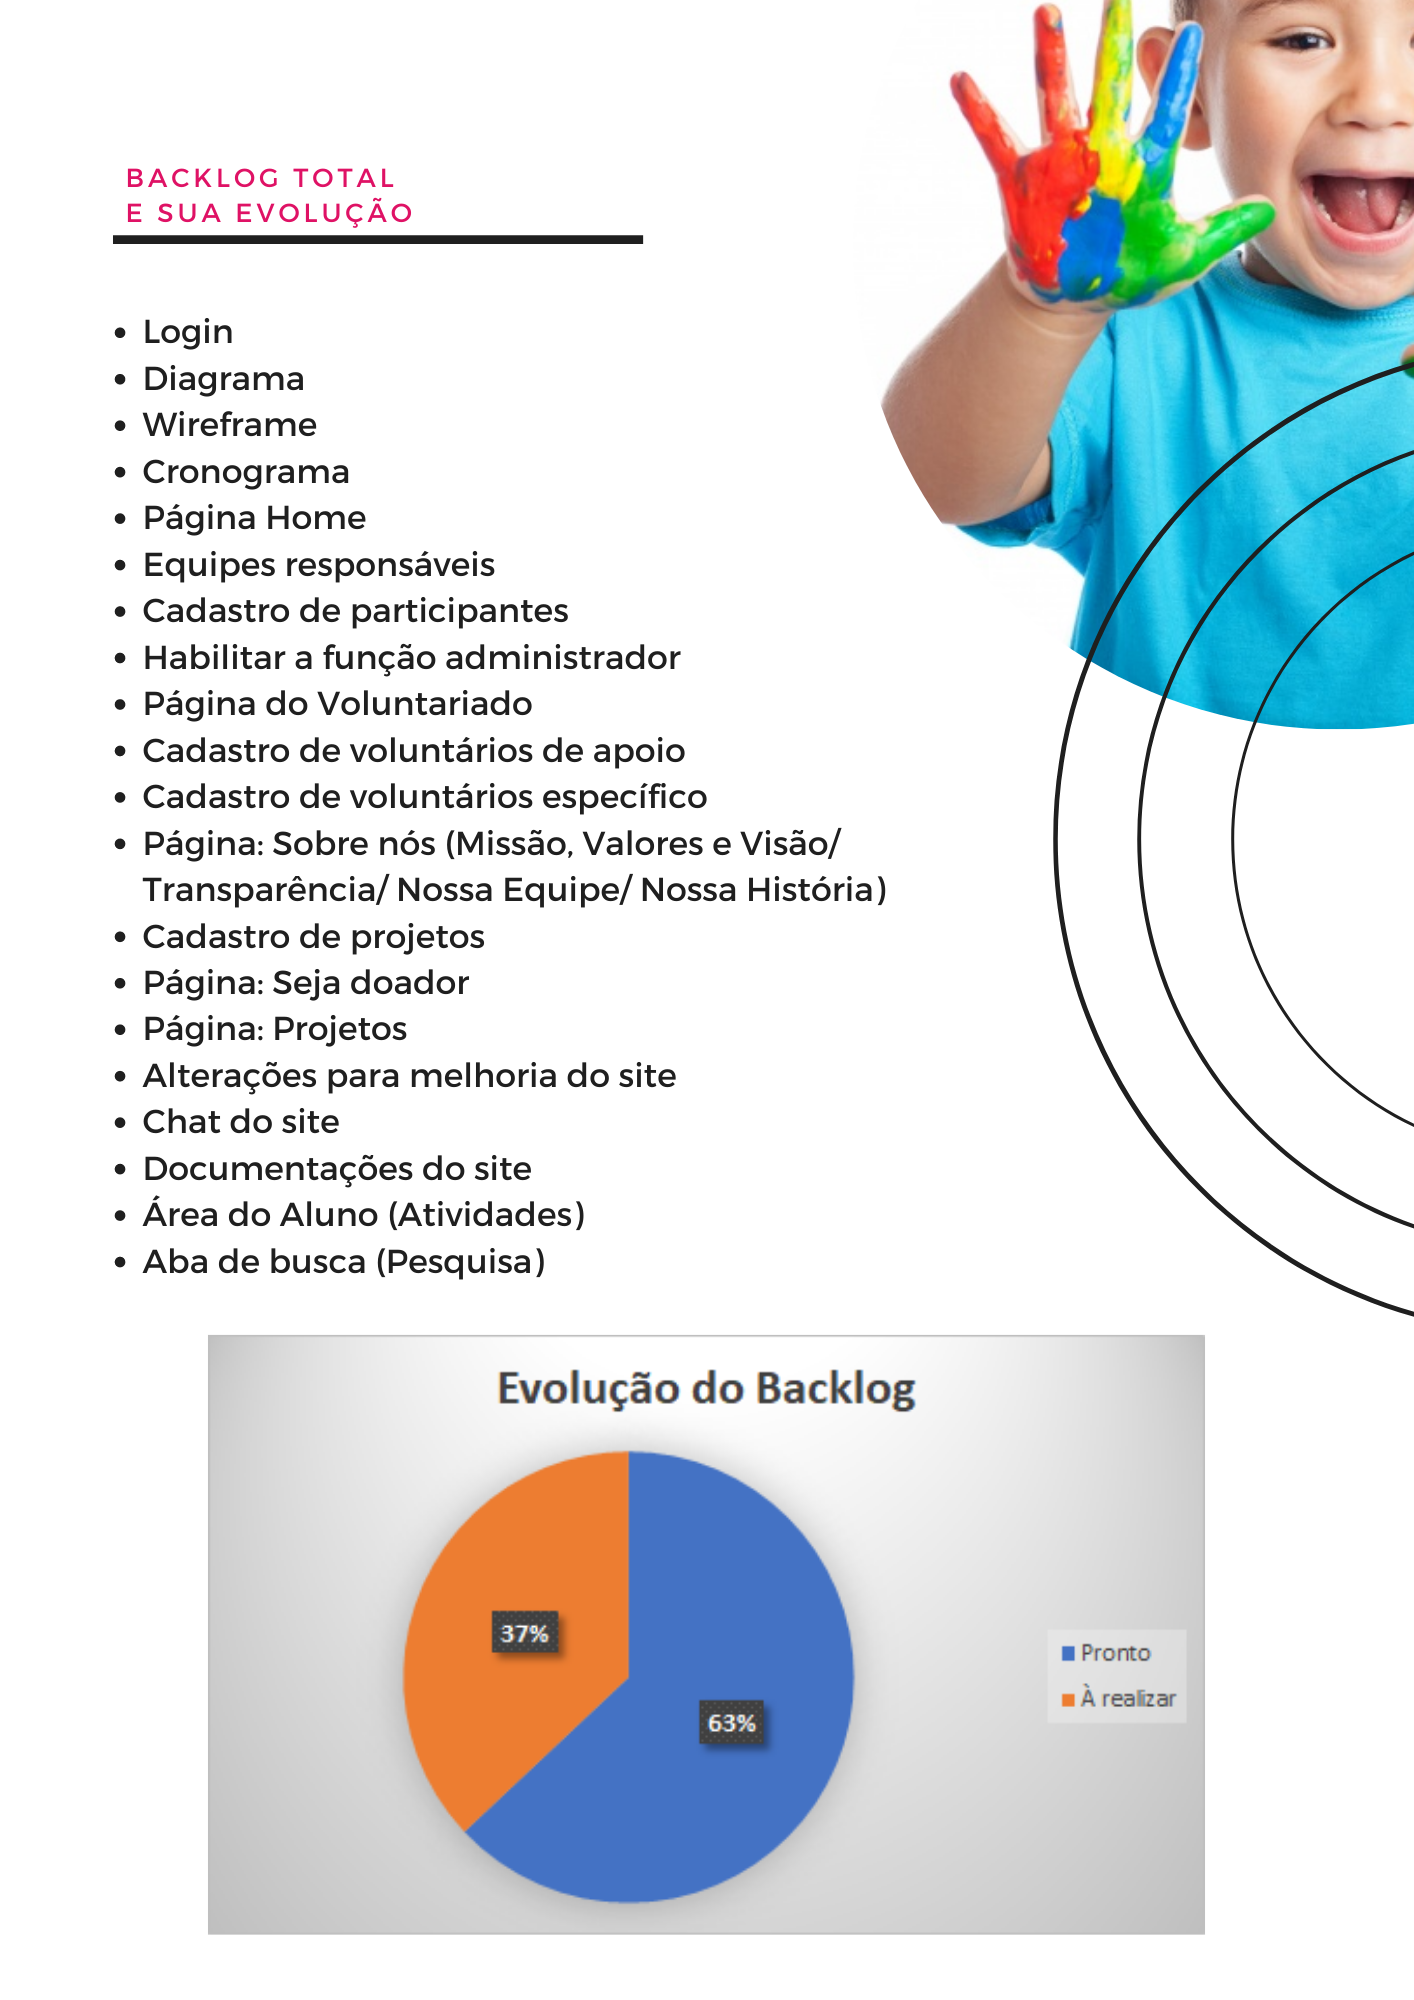 BACKLOG TOTAL
E SUA EVOLUÇÃO
• Login
• Diagrama
• Wireframe
• Cronograma
• Página Home
• Equipes responsáveis
• Cadastro de participantes
• Habilitar a função administrador
• Página do Voluntariado
• Cadastro de voluntários de apoio
• Cadastro de voluntários específico
• Página: Sobre nós (Missão, Valores e Visão/
Transparência/ Nossa Equipe/ Nossa História)
• Cadastro de projetos
• Página: Seja doador
• Página: Projetos
• Alterações para melhoria do site
• Chat do site
• Documentações do site
• Área do Aluno (Atividades)
• Aba de busca (Pesquisa)
Evolução do Backlog
37%
63%
Pronto
À realizar